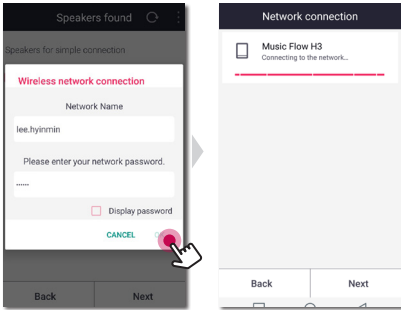 Speakers found
Speakers for simple connection
Wireless network connection
Network Name
lee.hyinmin
Please enter your network password.
......
Display password
CANCEL
Back
Next
Network connection
Music Flow H3
Connecting to the network...
Back
Next